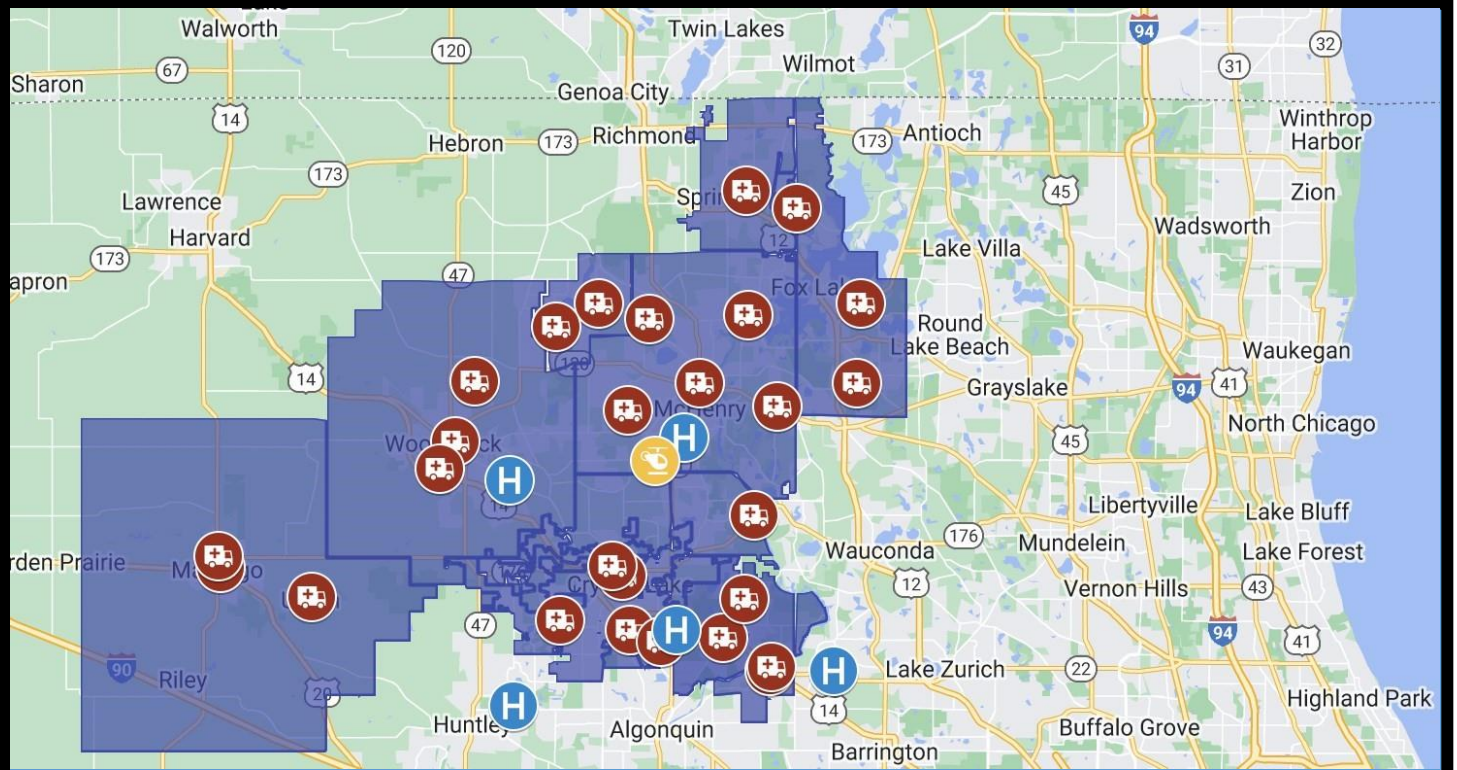 Walworth
Twin Lakes
94
32
120
67
31
Wilmot
Sharon
Genoa City
14
Winthrop
Harbor
Hebron
173
Richmond
173
Antioch
173
45
Zion
Lawrence
Wadsworth
Harvard
12
Lake Villa
173
47
Fox
Round
Lake Beach
120
Waukegan
14
Grayslake
94
41
McHenry
North Chicago
H
45
H
14
Libertyville
Lake Bluff
176
Wauconda
Mundelein
Lake Forest
rden Prairie
Lake
12
Vernon Hills
43
47
H
94
41
90
Riley
H
Lake Zurich
22
20
Highland Park
H
14
Huntley
Algonquin
Buffalo Grove
Barrington